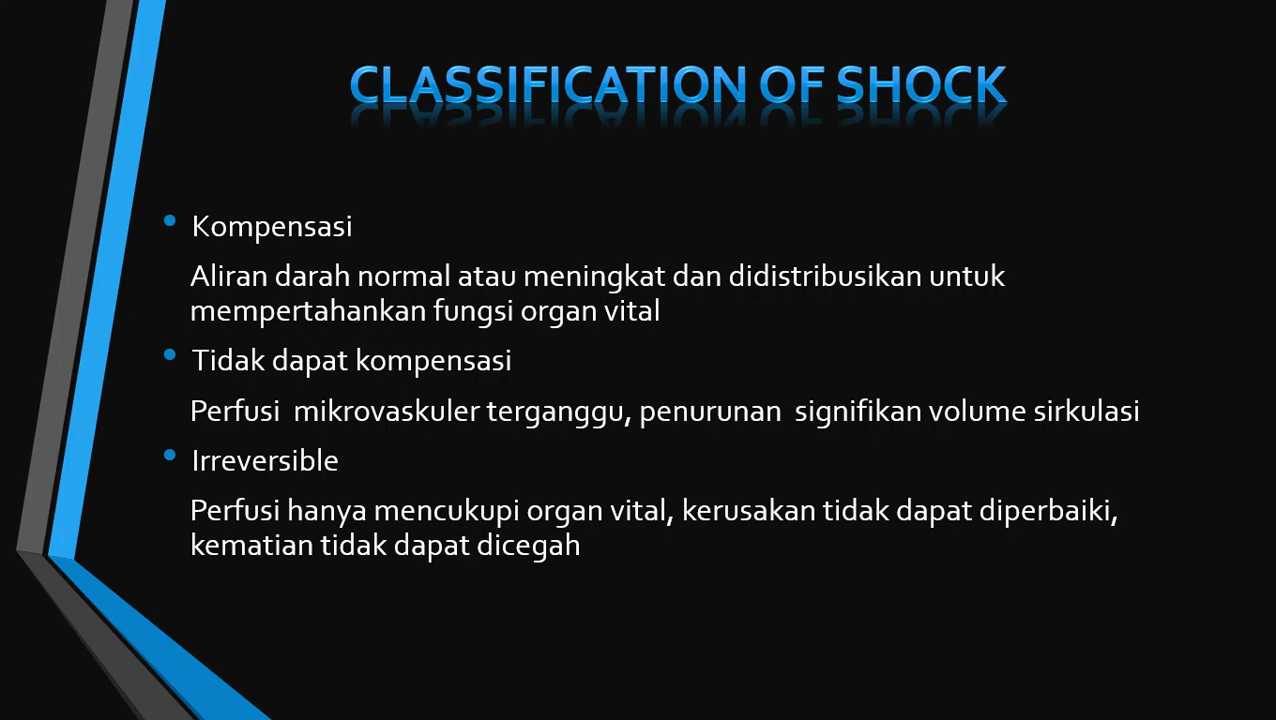 CLASSIFICATION OF SHOCK
• Kompensasi
Aliran darah normal atau meningkat dan didistribusikan untuk
mempertahankan fungsi organ vital
• Tidak dapat kompensasi
Perfusi mikrovaskuler terganggu, penurunan signifikan volume sirkulasi
• Irreversible
Perfusi hanya mencukupi organ vital, kerusakan tidak dapat diperbaiki,
kematian tidak dapat dicegah